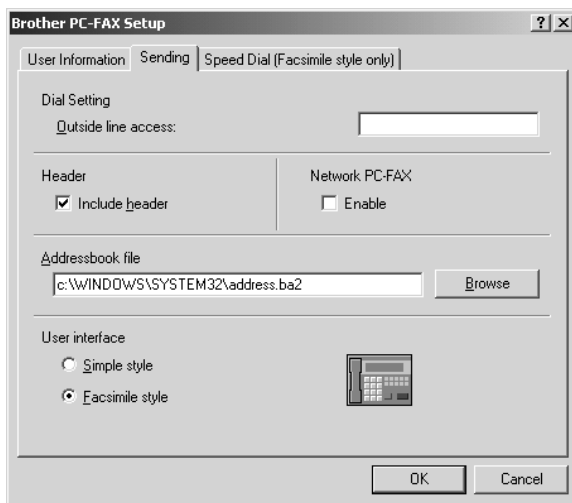 Brother PC-FAX Setup
User Information Sending Speed Dial (Facsimile style only)
Dial Setting
Outside line access:
Header Network PC-FAX
Include header Enable
Addressbook file
c:\WINDOWS\SYSTEM32\address.ba2 Browse
User interface
Simple style
Facsimile style
OK Cancel